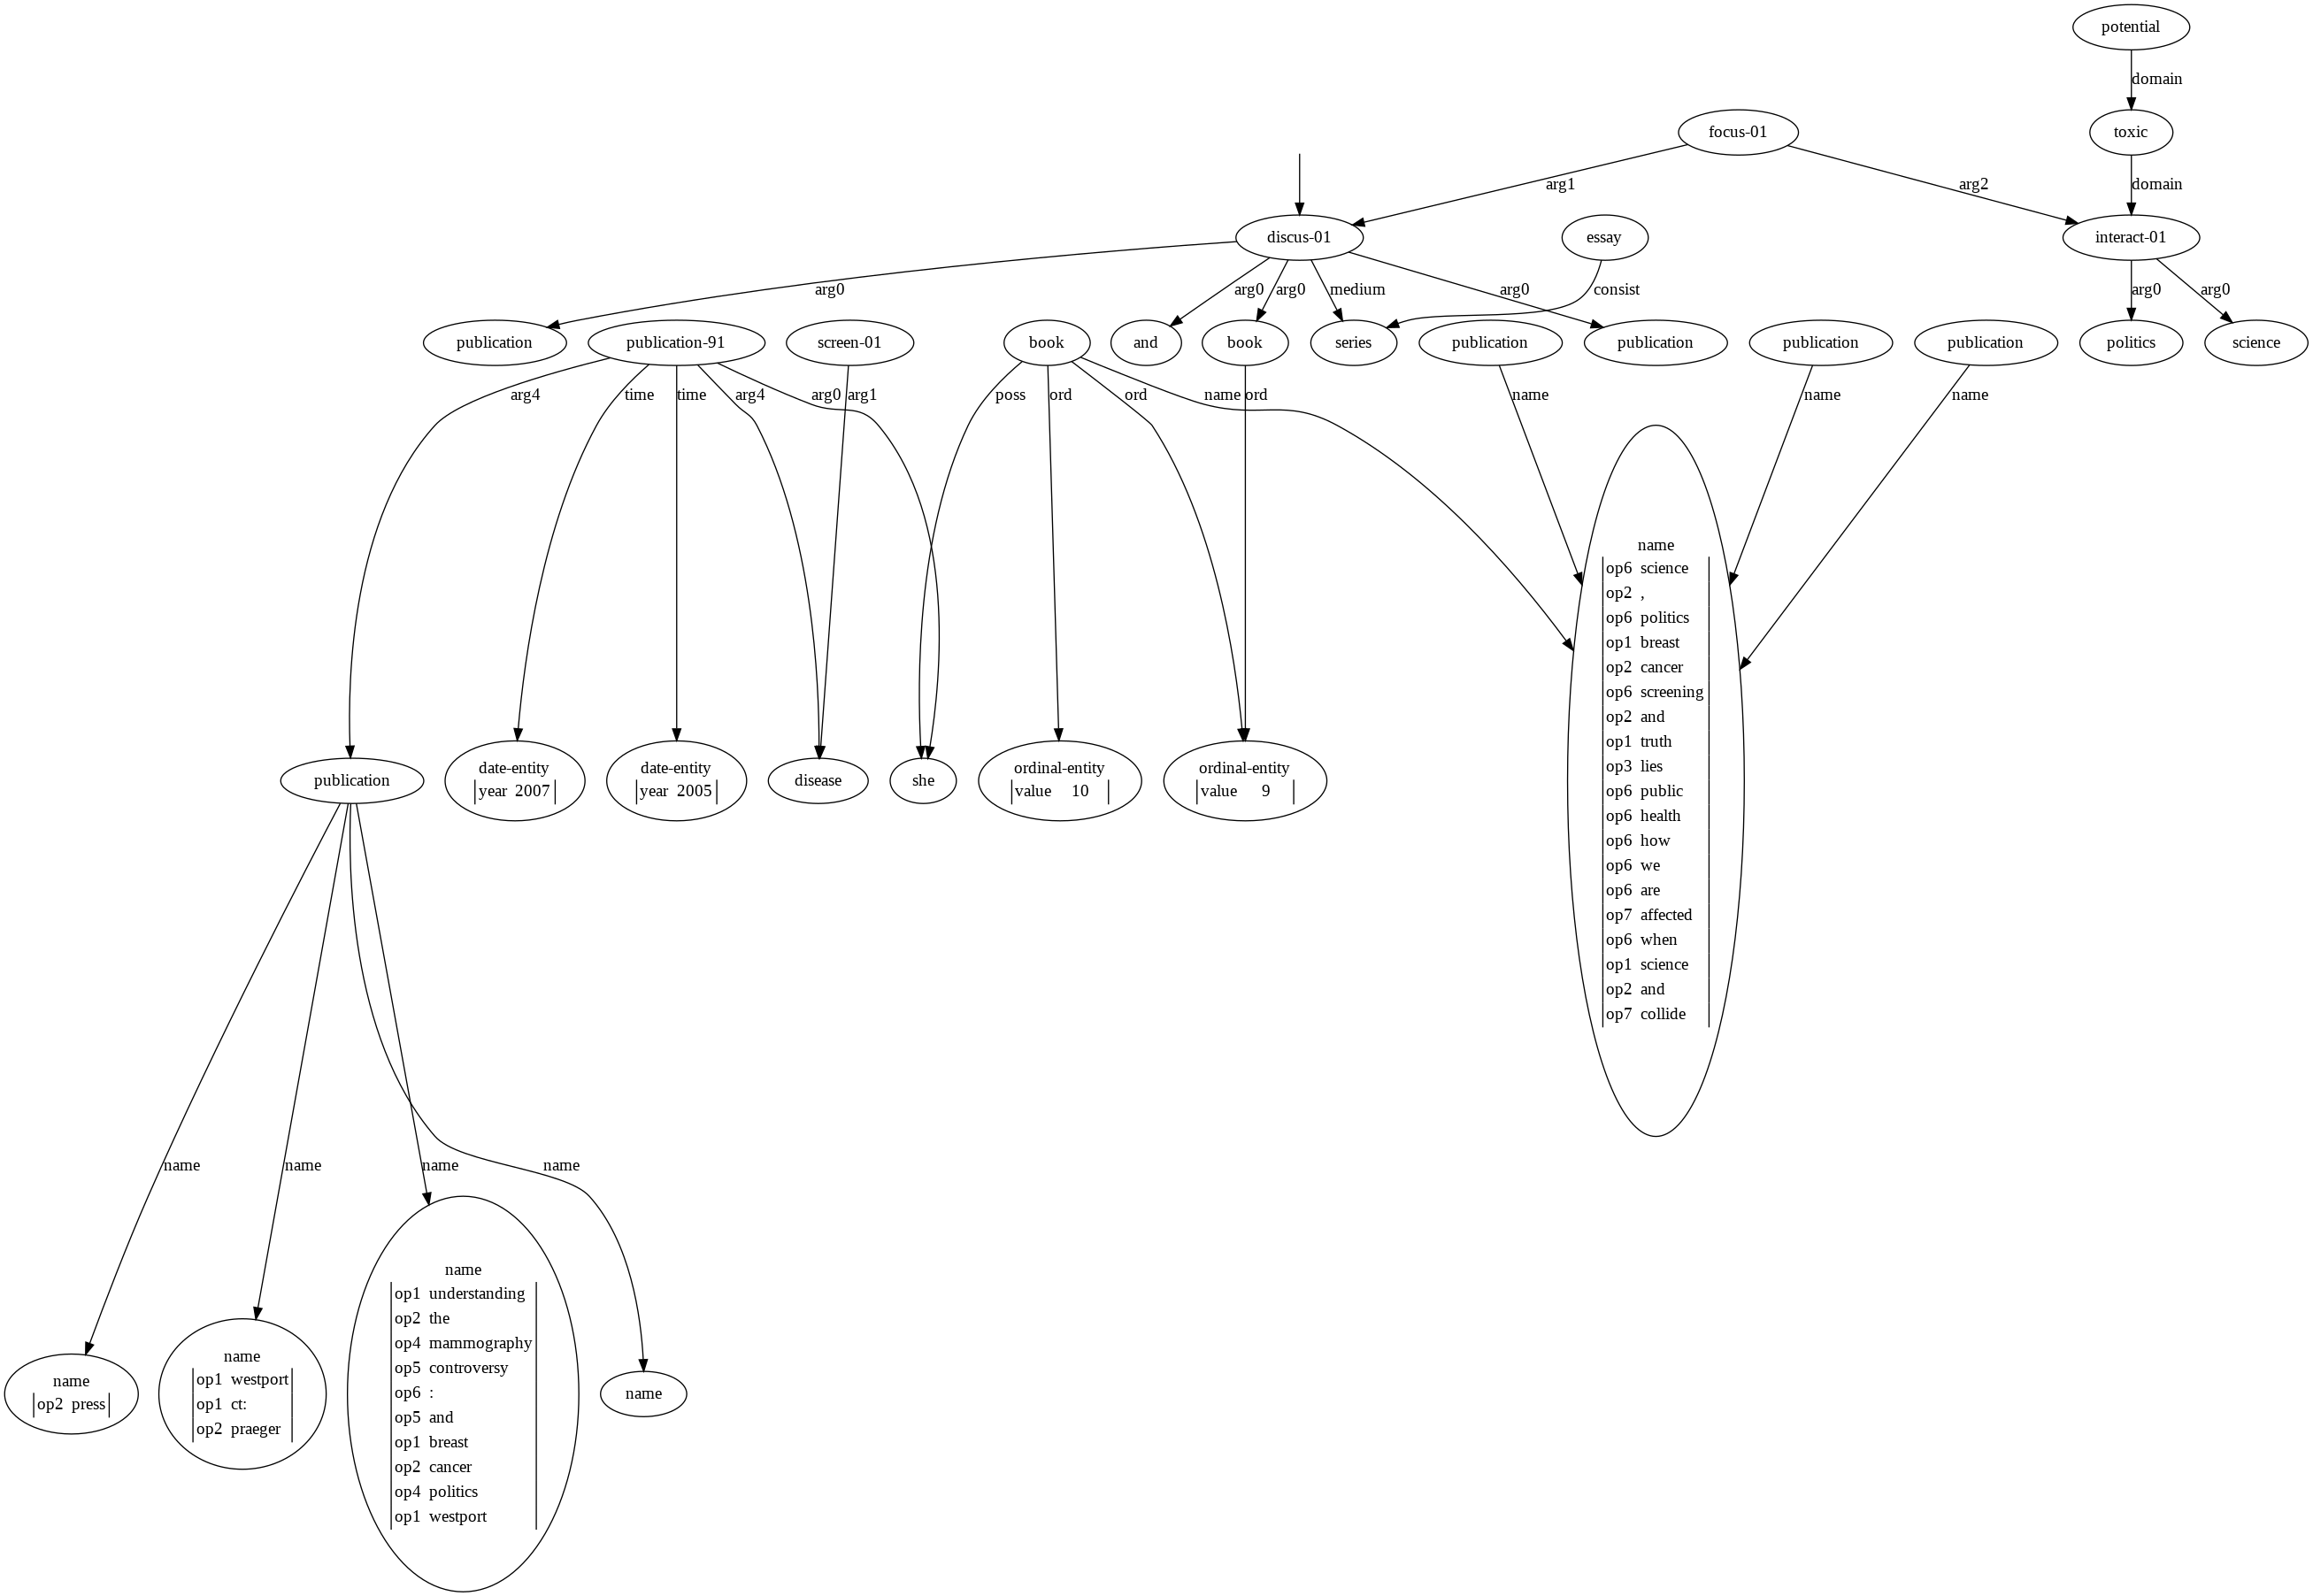 potential
domain
focus-01
toxic
arg1
arg2
domain
discus-01
essay
interact-01
arg0
arg0
arg0
medium
arg0
consist
arg0
arg0
publication
publication-91
screen-01
book
and
book
series
publication
publication
publication
publication
politics
science
arg4
time
time
arg4
arg0
arg1
poss
ord
ord
name
ord
name
name
name
name
op6 science
op2 ,
op6 politics
op1 breast
op2 cancer
op6 screening
op2 and
op1 truth
op3 lies
op6 public
op6 health
op6 how
op6 we
op6 are
op7 affected
op6 when
op1 science
op2 and
op7 collide
publication
date-entity
year 2007
date-entity
year 2005
disease
she
ordinal-entity
value 10
ordinal-entity
value 9
name
name
name
name
name
op2 press
name
op1 westport
op1 ct:
op2 praeger
name
op1 understanding
op2 the
op4 mammography
op5 controversy
op6 :
op5 and
op1 breast
op2 cancer
op4 politics
op1 westport
name